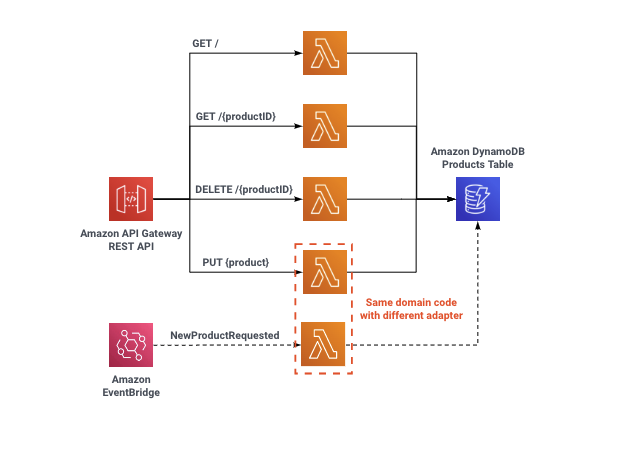 GET /
GET /{productID}
Amazon DynamoDB
Products Table
DELETE /{productID}
Amazon API Gateway
REST API
PUT {product}
Same domain code
with different adapter
NewProductRequested
Amazon
EventBridge